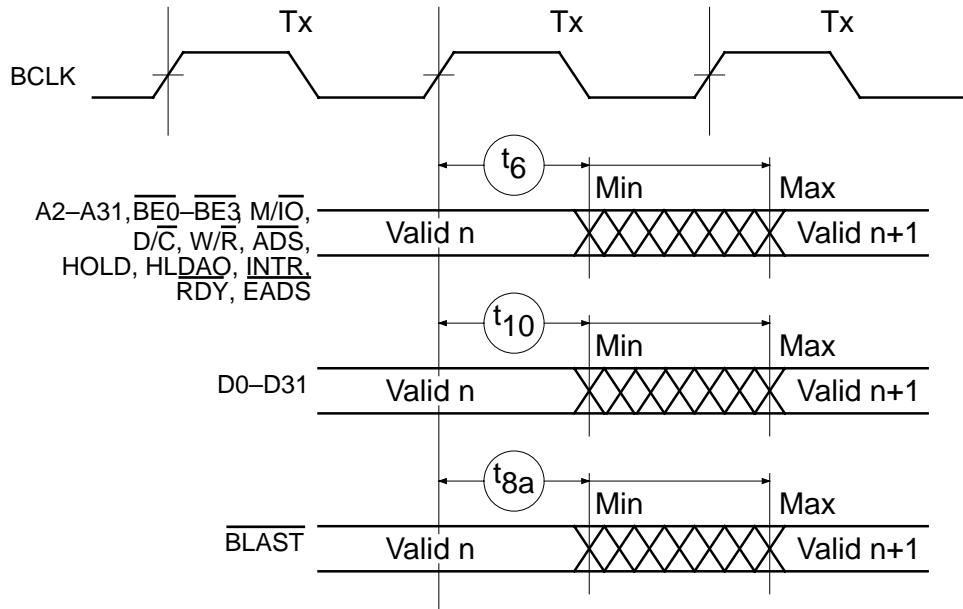 Tx Tx Tx
BCLK
t6
Min Max
A2–A31, BE0–BE3, M/IO,
D/C, W/R, ADS,
HOLD, HLDAO, INTR,
RDY, EADS
Valid n Valid n+1
t10
Min Max
D0–D31 Valid n Valid n+1
t8a
Min Max
BLAST Valid n Valid n+1